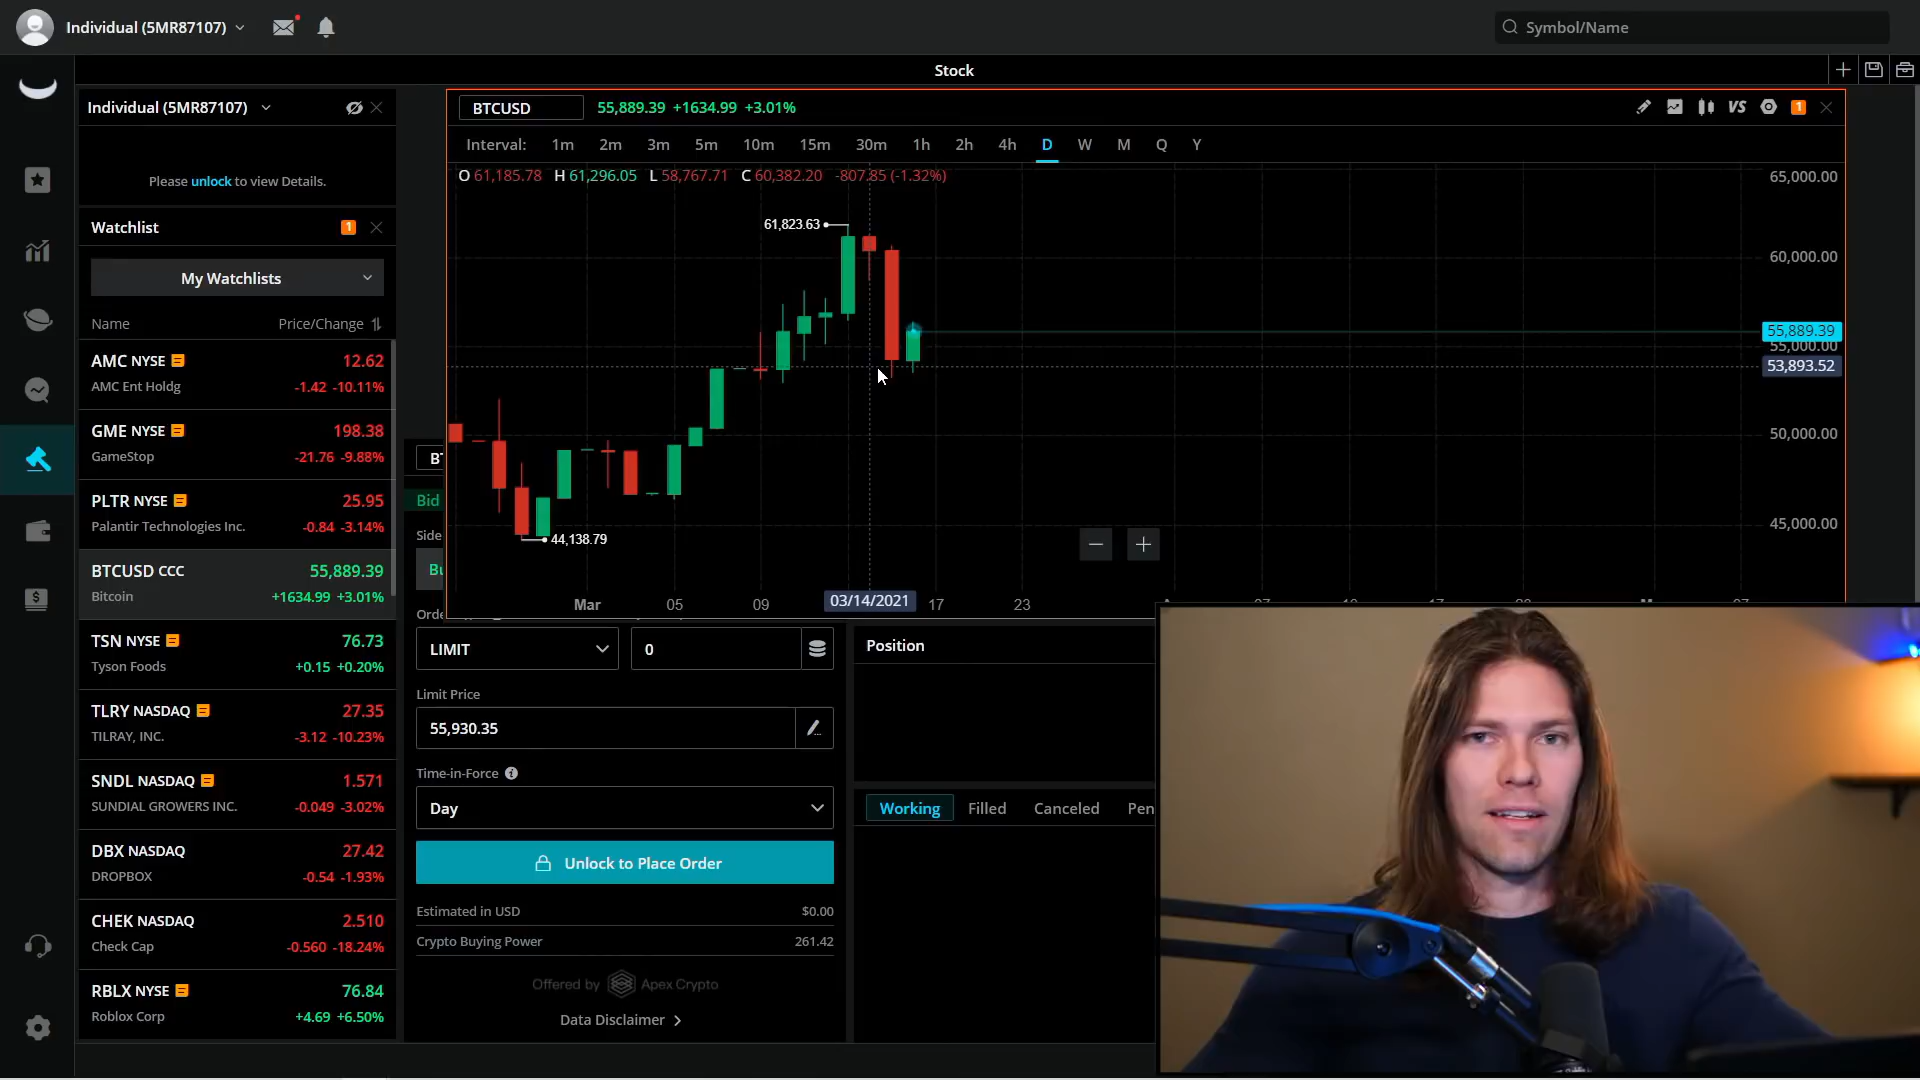 Individual (5MR87107)
Symbol/Name
Stock
Individual (5MR87107)
Please unlock to view Details.
Watchlist
1
My Watchlists
Name Price/Change
AMC NYSE 12.62
AMC Ent Holdg -1.42 -10.11%
GME NYSE 198.38
GameStop -21.76 -9.88%
PLTR NYSE 25.95
Palantir Technologies Inc. -0.84 -3.14%
BTCUSD CCC 55,889.39
Bitcoin +1634.99 +3.01%
TSN NYSE 76.73
Tyson Foods +0.15 +0.20%
TLRY NASDAQ 27.35
TILRAY, INC. -3.12 -10.23%
SNDL NASDAQ 1.571
SUNDIAL GROWERS INC. -0.049 -3.02%
DBX NASDAQ 27.42
DROPBOX -0.54 -1.93%
CHEK NASDAQ 2.510
Check Cap -0.560 -18.24%
RBLX NYSE 76.84
Roblox Corp +4.69 +6.50%
BTCUSD 55,889.39 +1634.99 +3.01%
VS 1
Interval: 1m 2m 3m 5m 10m 15m 30m 1h 2h 4h D W M Q Y
O 61,185.78 H 61,296.05 L 58,767.71 C 60,382.20 -807.85 (-1.32%)
65,000.00
61,823.63
60,000.00
55,889.39
55,000.00
53,893.52
50,000.00
45,000.00
44,138.79
Mar 05 09 03/14/2021 17 23
Bid
Side
LIMIT 0
Limit Price
55,930.35
Time-in-Force
Day
Unlock to Place Order
Estimated in USD $0.00
Crypto Buying Power 261.42
Offered by Apex Crypto
Data Disclaimer
Position
Working Filled Canceled Pen